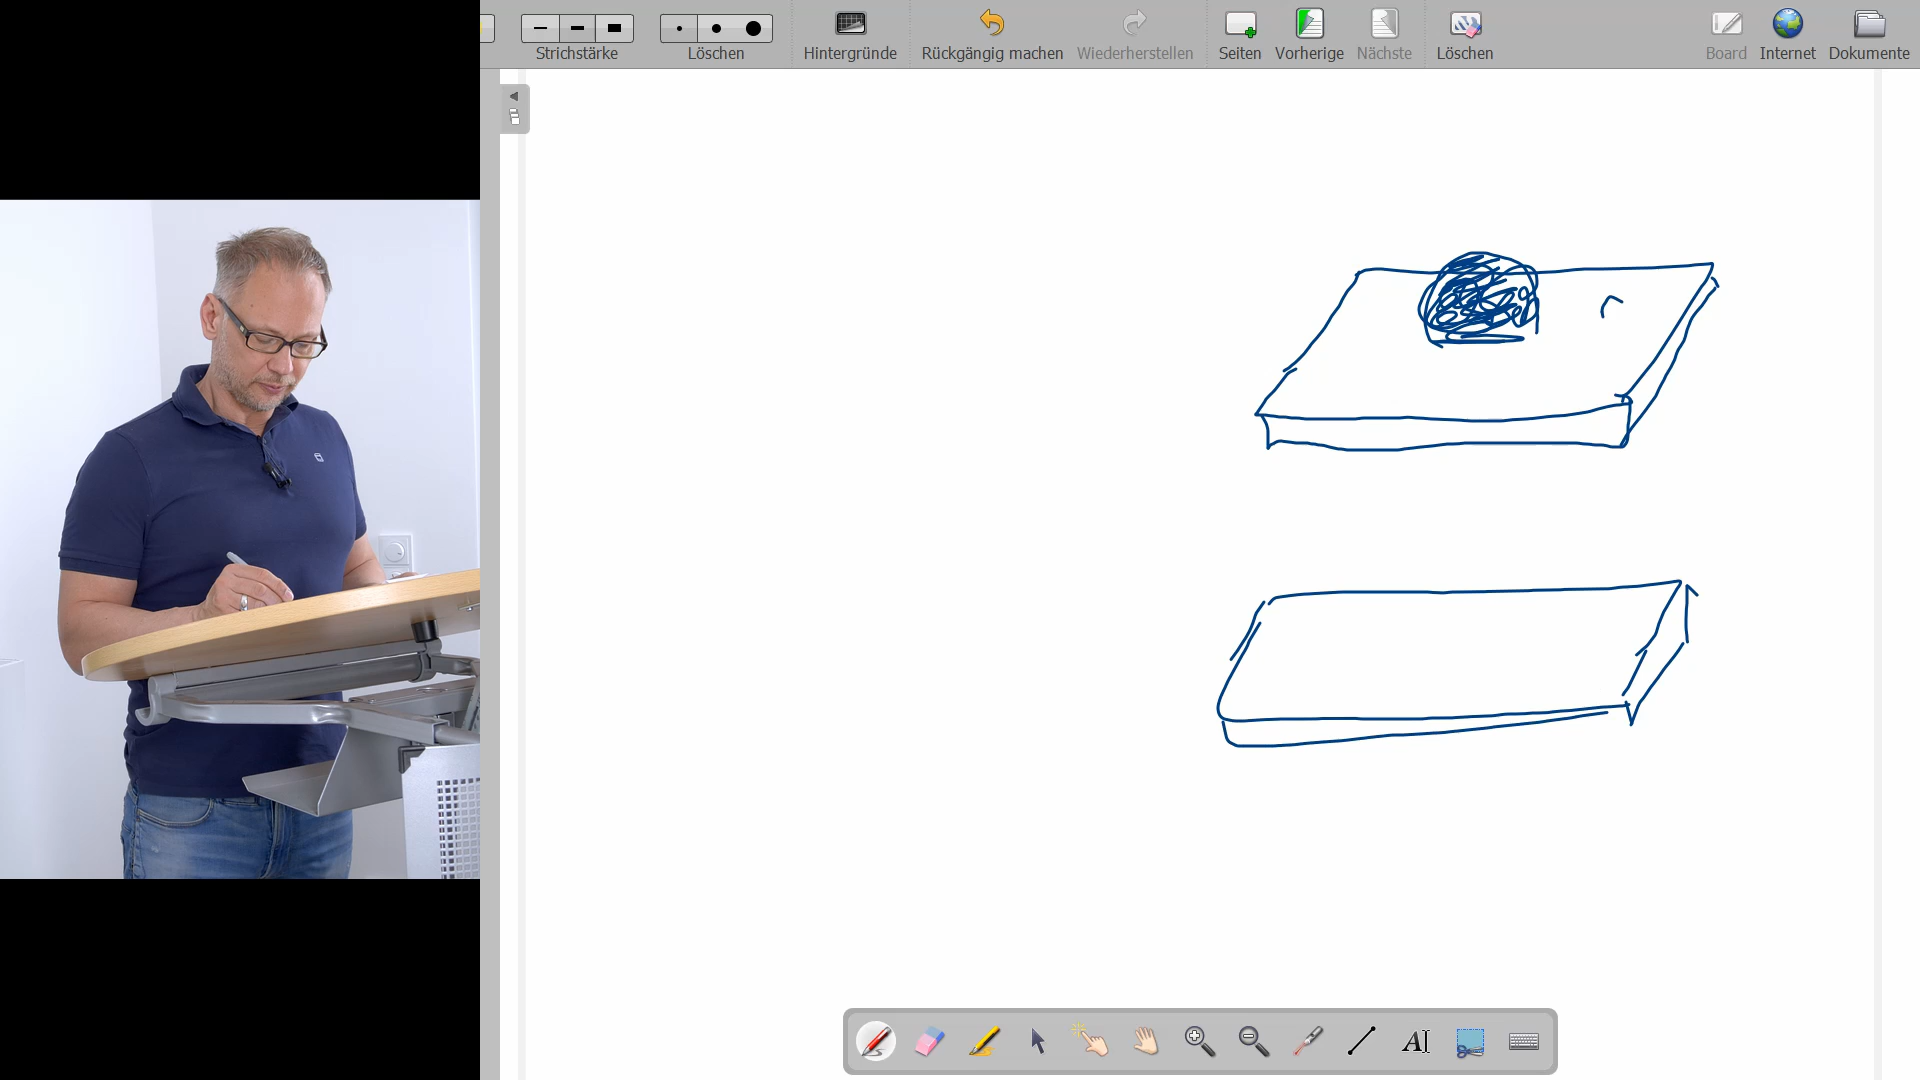 Strichstärke
Löschen
Hintergründe
Rückgängig machen
Wiederherstellen
Seiten
Vorherige
Nächste
Löschen
Board
Internet
Dokumente